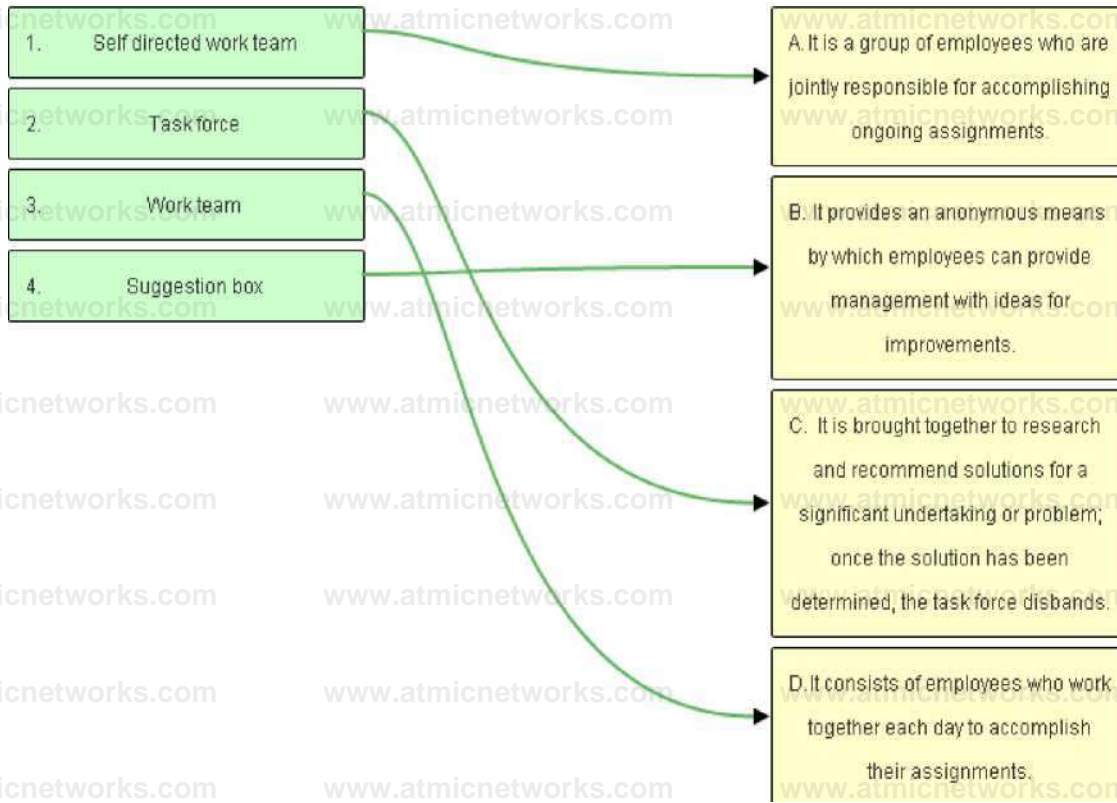 1. Self directed work team
2. Task force
3. Work team
4. Suggestion box
A. It is a group of employees who are
jointly responsible for accomplishing
ongoing assignments.
B. It provides an anonymous means
by which employees can provide
management with ideas for
improvements.
C. It is brought together to research
and recommend solutions for a
significant undertaking or problem;
once the solution has been
determined, the task force disbands.
D. It consists of employees who work
together each day to accomplish
their assignments.
www.atmicnetworks.com